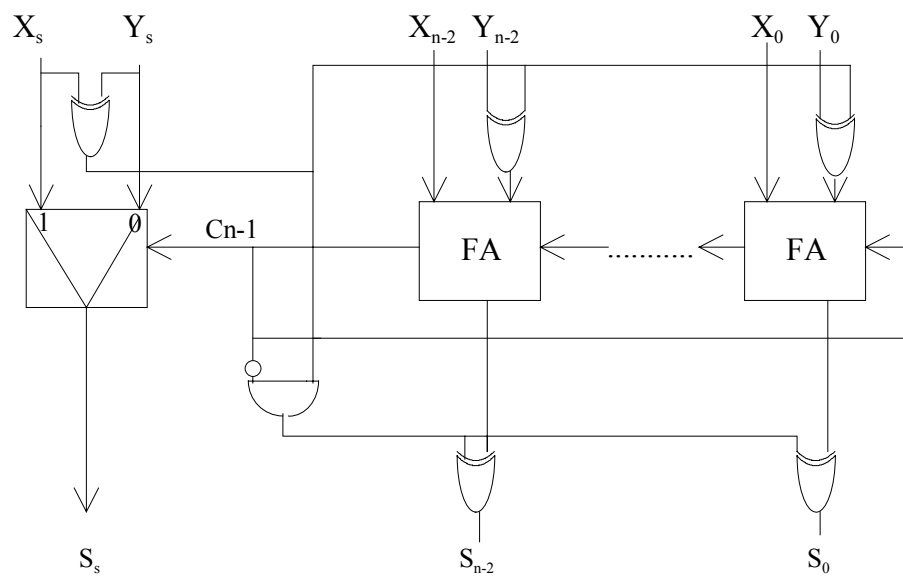 Xs Ys Xn-2 Yn-2 X0 Y0
1 0 Cn-1 FA ........... FA
Ss Sn-2 S0